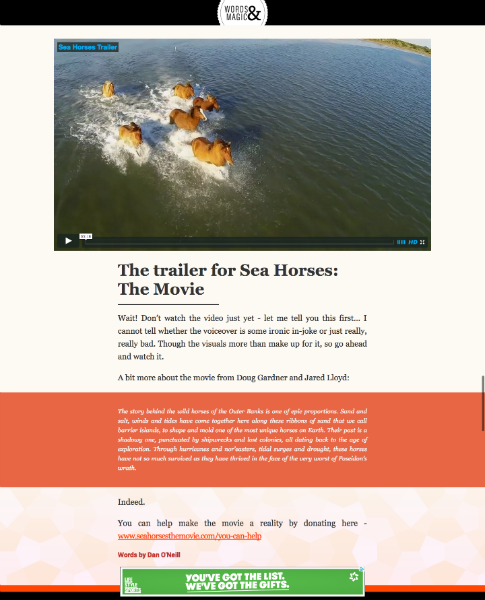 WORDS
& MAGIC
Sea Horses Trailer
The trailer for Sea Horses:
The Movie
Wait! Don't watch the video just yet - let me tell you this first... I
cannot tell whether the voiceover is some ironic in-joke or just really,
really bad. Though the visuals more than make up for it, so go ahead
and watch it.
A bit more about the movie from Doug Gardner and Jared Lloyd:
The story behind the wild horses of the Outer Banks is one of epic proportions. Sand and
salt, winds and tides have come together here along these ribbons of sand that we call
barrier islands, to shape and mold one of the most unique horses on Earth. Their past is a
shadowy one, punctuated by shipwrecks and lost colonies, all dating back to the age of
exploration. Through hurricanes and nor'easters, tidal surges and drought, these horses
have not so much survived as they have thrived in the face of the very worst of Poseidon's
wrath.
Indeed.
You can help make the movie a reality by donating here -
www.seahorsesthemovie.com/you-can-help
Words by Dan O'Neill
YOU'VE GOT THE LIST.
WE'VE GOT THE GIFTS.